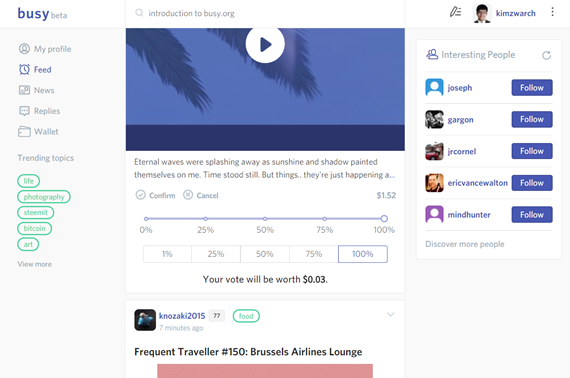 busy beta
introduction to busy.org
kimzwarch
My profile
Feed
News
Replies
Wallet
Trending topics
life
photography
steemit
bitcoin
art
View more
Eternal waves were splashing away as sunshine and shadow painted
themselves on me. Time stood still. But things.. they're just happening a...
Confirm Cancel $1.52
0% 25% 50% 75% 100%
1% 25% 50% 75% 100%
Your vote will be worth $0.03.
knozaki2015 77 food
7 minutes ago
Frequent Traveller #150: Brussels Airlines Lounge
Interesting People
joseph Follow
gargon Follow
jrcornel Follow
ericvancewalton Follow
mindhunter Follow
Discover more people